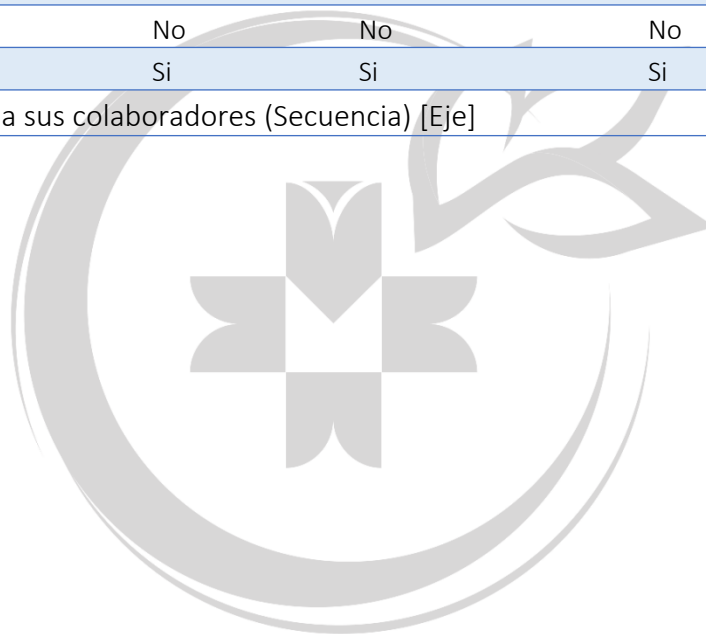 No No No
Si Si Si
a sus colaboradores (Secuencia) [Eje]